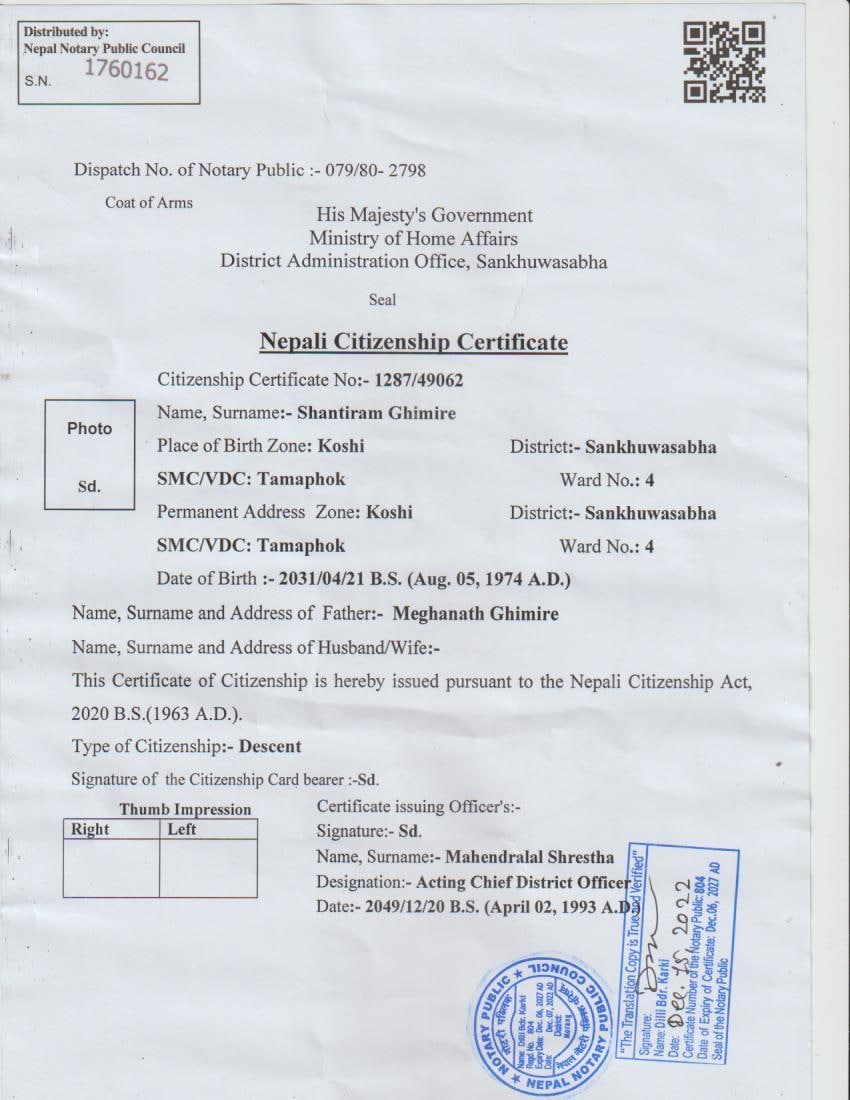 Distributed by:
Nepal Notary Public Council
S.N. 1760162
Dispatch No. of Notary Public :- 079/80- 2798
Coat of Arms
His Majesty's Government
Ministry of Home Affairs
District Administration Office, Sankhuwasabha
Seal
Nepali Citizenship Certificate
Citizenship Certificate No:- 1287/49062
Photo
Sd.
Name, Surname:- Shantiram Ghimire
Place of Birth Zone: Koshi District:- Sankhuwasabha
SMC/VDC: Tamaphok Ward No.: 4
Permanent Address Zone: Koshi District:- Sankhuwasabha
SMC/VDC: Tamaphok Ward No.: 4
Date of Birth :- 2031/04/21 B.S. (Aug. 05, 1974 A.D.)
Name, Surname and Address of Father:- Meghanath Ghimire
Name, Surname and Address of Husband/Wife:-
This Certificate of Citizenship is hereby issued pursuant to the Nepali Citizenship Act,
2020 B.S.(1963 A.D.).
Type of Citizenship:- Descent
Signature of the Citizenship Card bearer :-Sd.
Thumb Impression
Right Left
Certificate issuing Officer's:-
Signature:- Sd.
Name, Surname:- Mahendralal Shrestha
Designation:- Acting Chief District Officer
Date:- 2049/12/20 B.S. (April 02, 1993 A.D.)
"The Translation Copy is True and Verified"
Signature:
Name: Dilli Bdr. Karki
Date: Dec. 15, 2022
Certificate Number of the Notary Public: 804
Date of Expiry of Certificate: Dec.06, 2027 AD
Seal of the Notary Public
NOTARY PUBLIC ★ NEPAL NOTARY PUBLIC COUNCIL ★
नोटरी पब्लिक
Name: Dilli Bdr. Karki
Regd. No. 804
Expiry Date: Dec. 06, 2027 AD
Date: Dec. 07, 2022 AD
District:
Morang